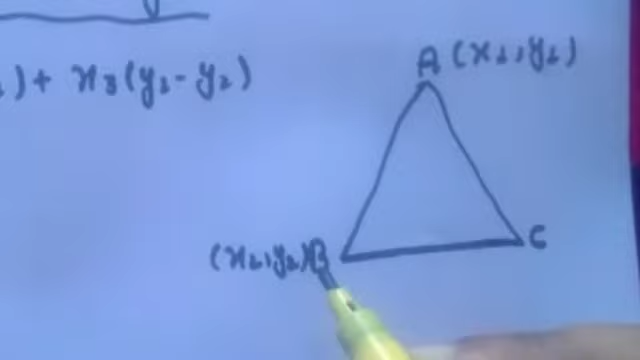 ) + x₃(y₁ - y₂)
A (x₁, y₁)
(x₂, y₂) B
C